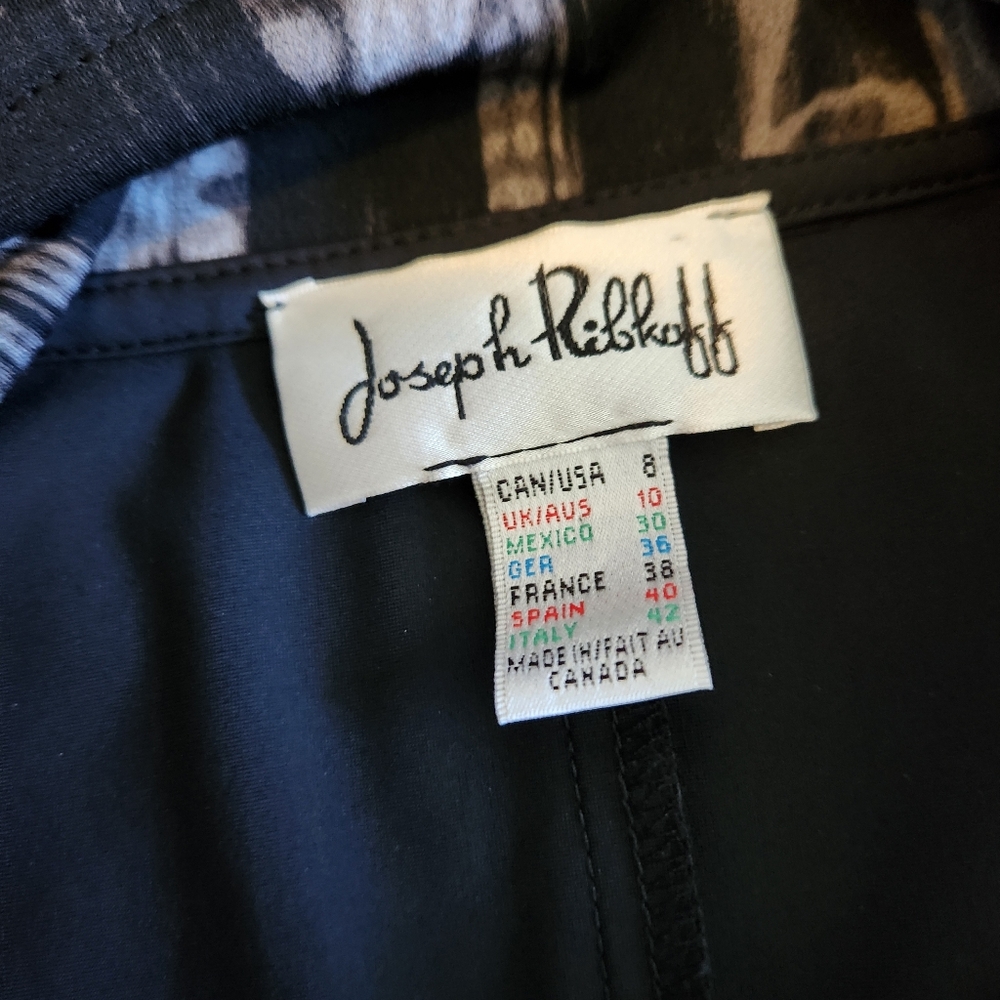 Joseph Ribkoff
CAN/USA 8
UK/AUS 10
MEXICO 30
GER 36
FRANCE 38
SPAIN 40
ITALY 42
MADE IN/FAIT AU
CANADA